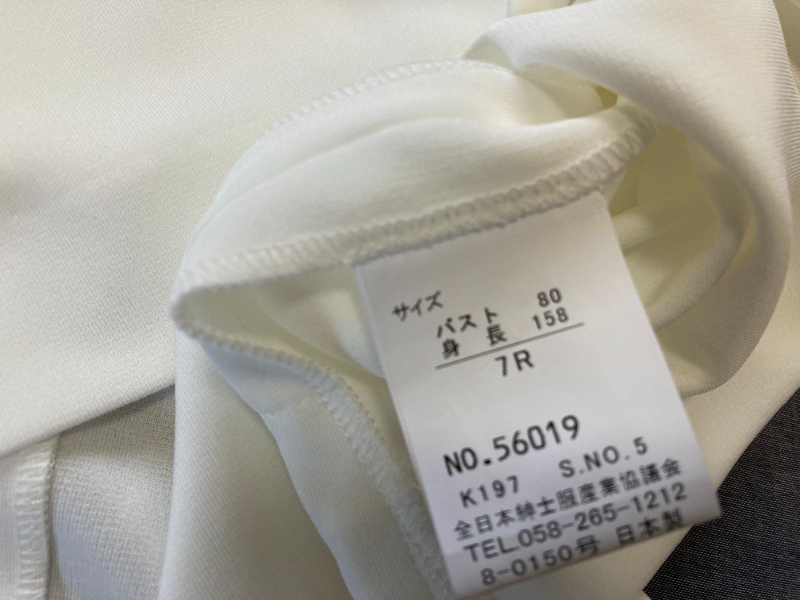 サイズ
バスト 80
身長 158
7R
NO.56019
K197 S.NO.5
全日本紳士服産業協議会
TEL.058-265-1212
8-0150号 日本製